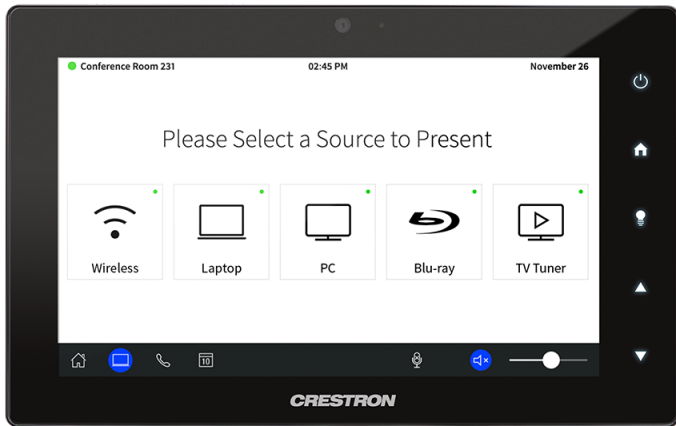 Conference Room 231 02:45 PM November 26
Please Select a Source to Present
Wireless Laptop PC Blu-ray TV Tuner
10
CRESTRON